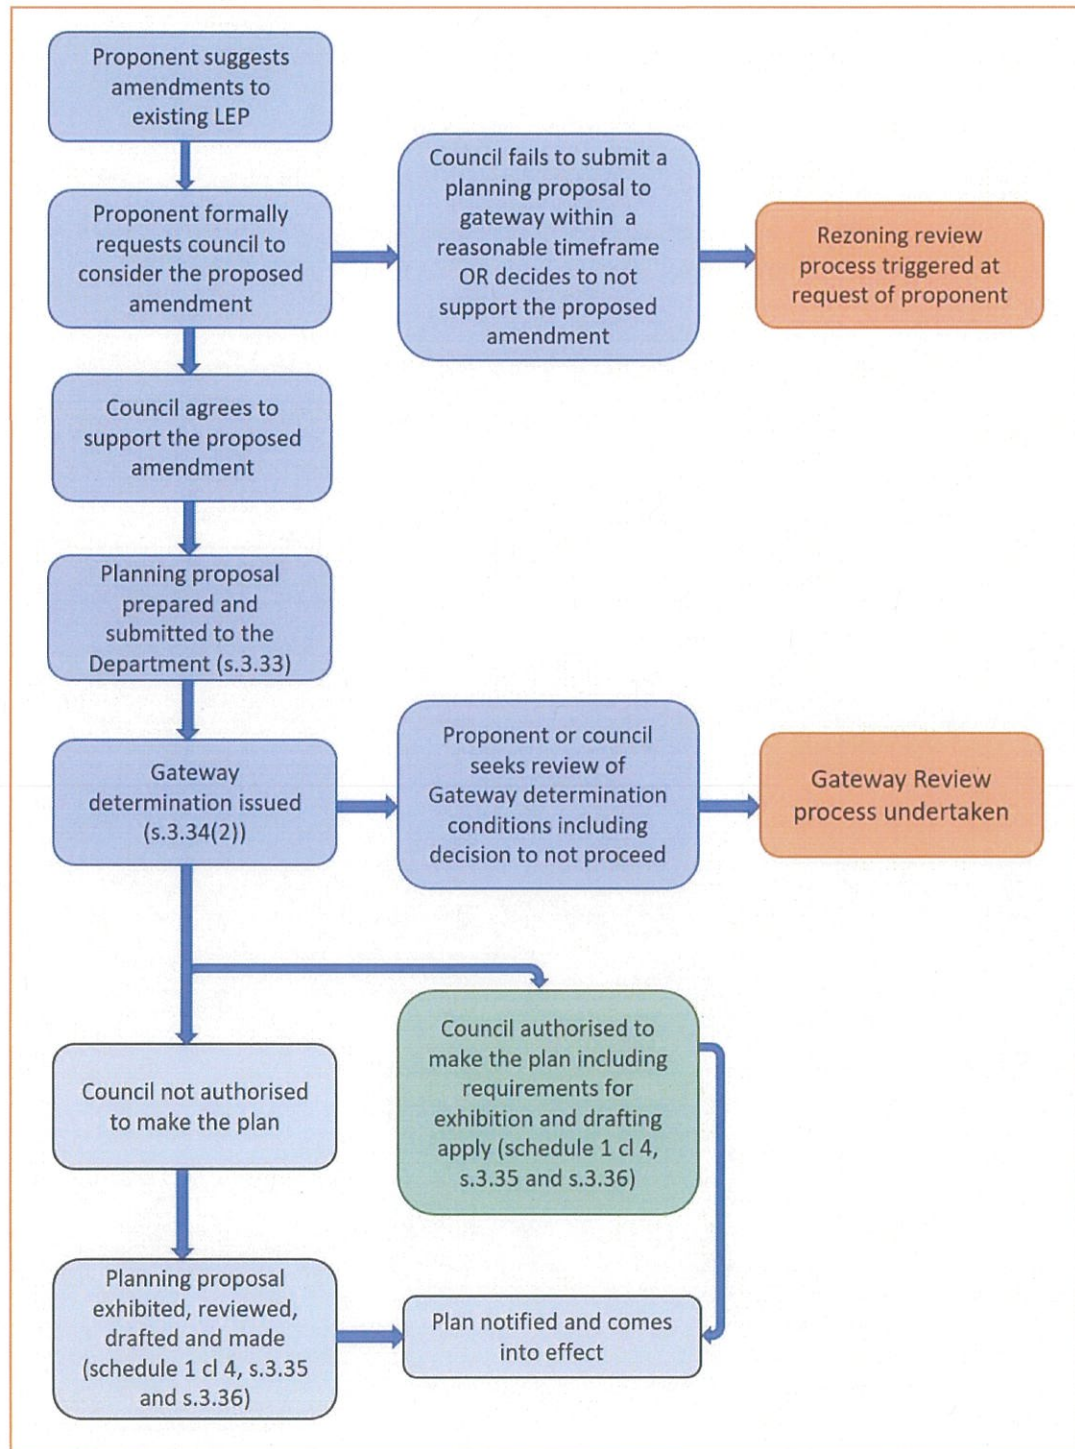 Proponent suggests
amendments to
existing LEP
Proponent formally
requests council to
consider the proposed
amendment
Council fails to submit a
planning proposal to
gateway within a
reasonable timeframe
OR decides to not
support the proposed
amendment
Rezoning review
process triggered at
request of proponent
Council agrees to
support the proposed
amendment
Planning proposal
prepared and
submitted to the
Department (s.3.33)
Gateway
determination issued
(s.3.34(2))
Proponent or council
seeks review of
Gateway determination
conditions including
decision to not proceed
Gateway Review
process undertaken
Council not authorised
to make the plan
Council authorised to
make the plan including
requirements for
exhibition and drafting
apply (schedule 1 cl 4,
s.3.35 and s.3.36)
Planning proposal
exhibited, reviewed,
drafted and made
(schedule 1 cl 4, s.3.35
and s.3.36)
Plan notified and comes
into effect